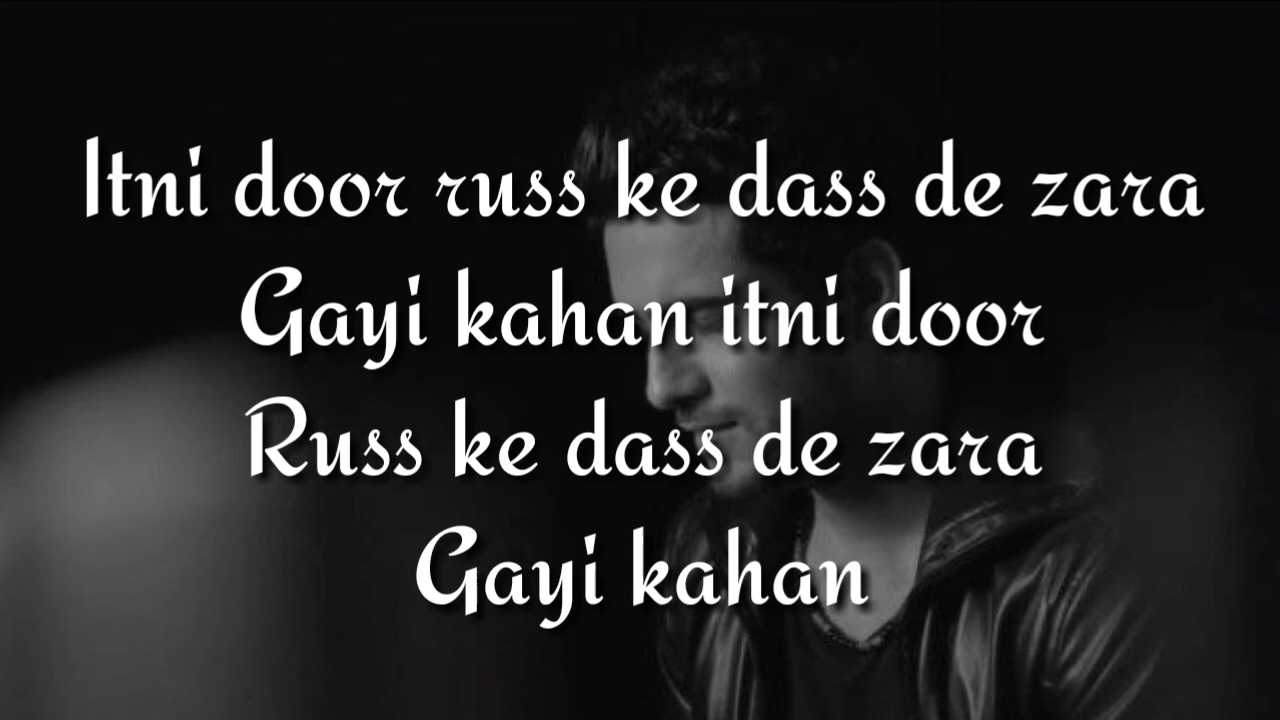 Itni door russ ke dass de zara
Gayi kahan itni door
Russ ke dass de zara
Gayi kahan